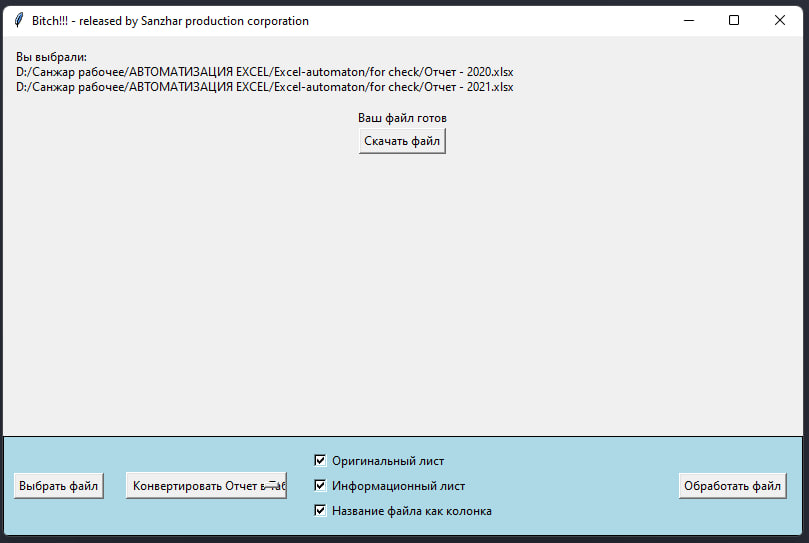 Bitch!!! - released by Sanzhar production corporation
Вы выбрали:
D:/Санжар рабочее/АВТОМАТИЗАЦИЯ EXCEL/Excel-automaton/for check/Отчет - 2020.xlsx
D:/Санжар рабочее/АВТОМАТИЗАЦИЯ EXCEL/Excel-automaton/for check/Отчет - 2021.xlsx
Ваш файл готов
Скачать файл
Оригинальный лист
Выбрать файл
Конвертировать Отчет в
Информационный лист
Обработать файл
Название файла как колонка